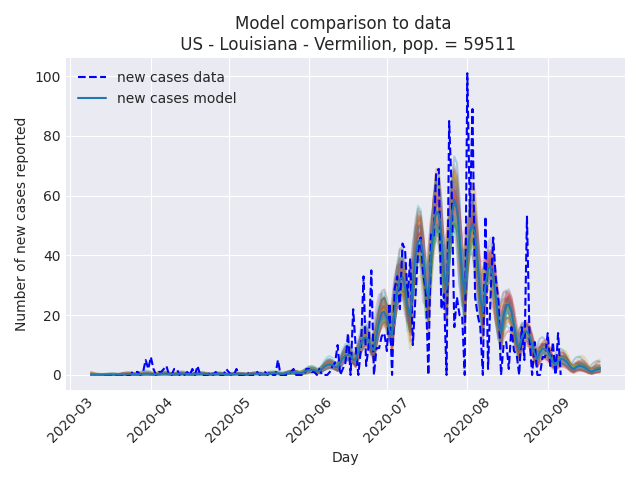 Model comparison to data
US - Louisiana - Vermilion, pop. = 59511
new cases data
new cases model
100
80
60
40
20
0
Number of new cases reported
2020-03
2020-04
2020-05
2020-06
2020-07
2020-08
2020-09
Day